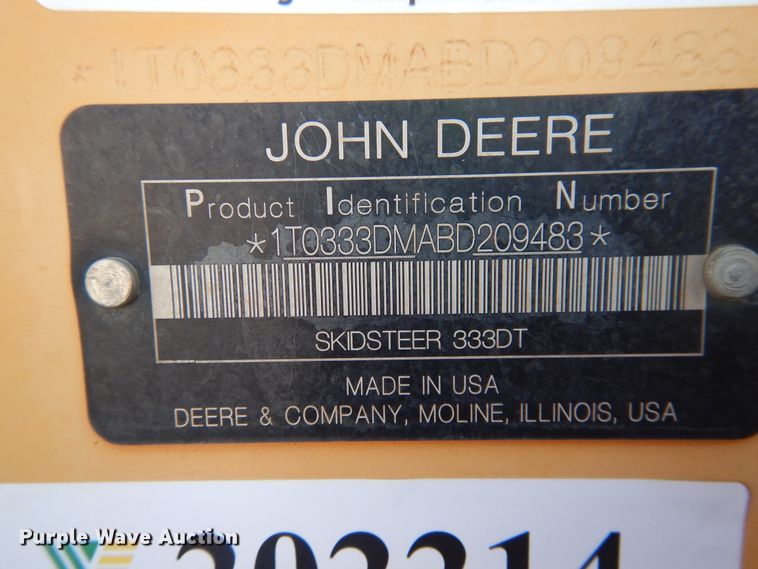 *1T0333DMABD209483*
JOHN DEERE
Product Identification Number
*1T0333DMABD209483*
SKIDSTEER 333DT
MADE IN USA
DEERE & COMPANY, MOLINE, ILLINOIS, USA
Purple Wave Auction